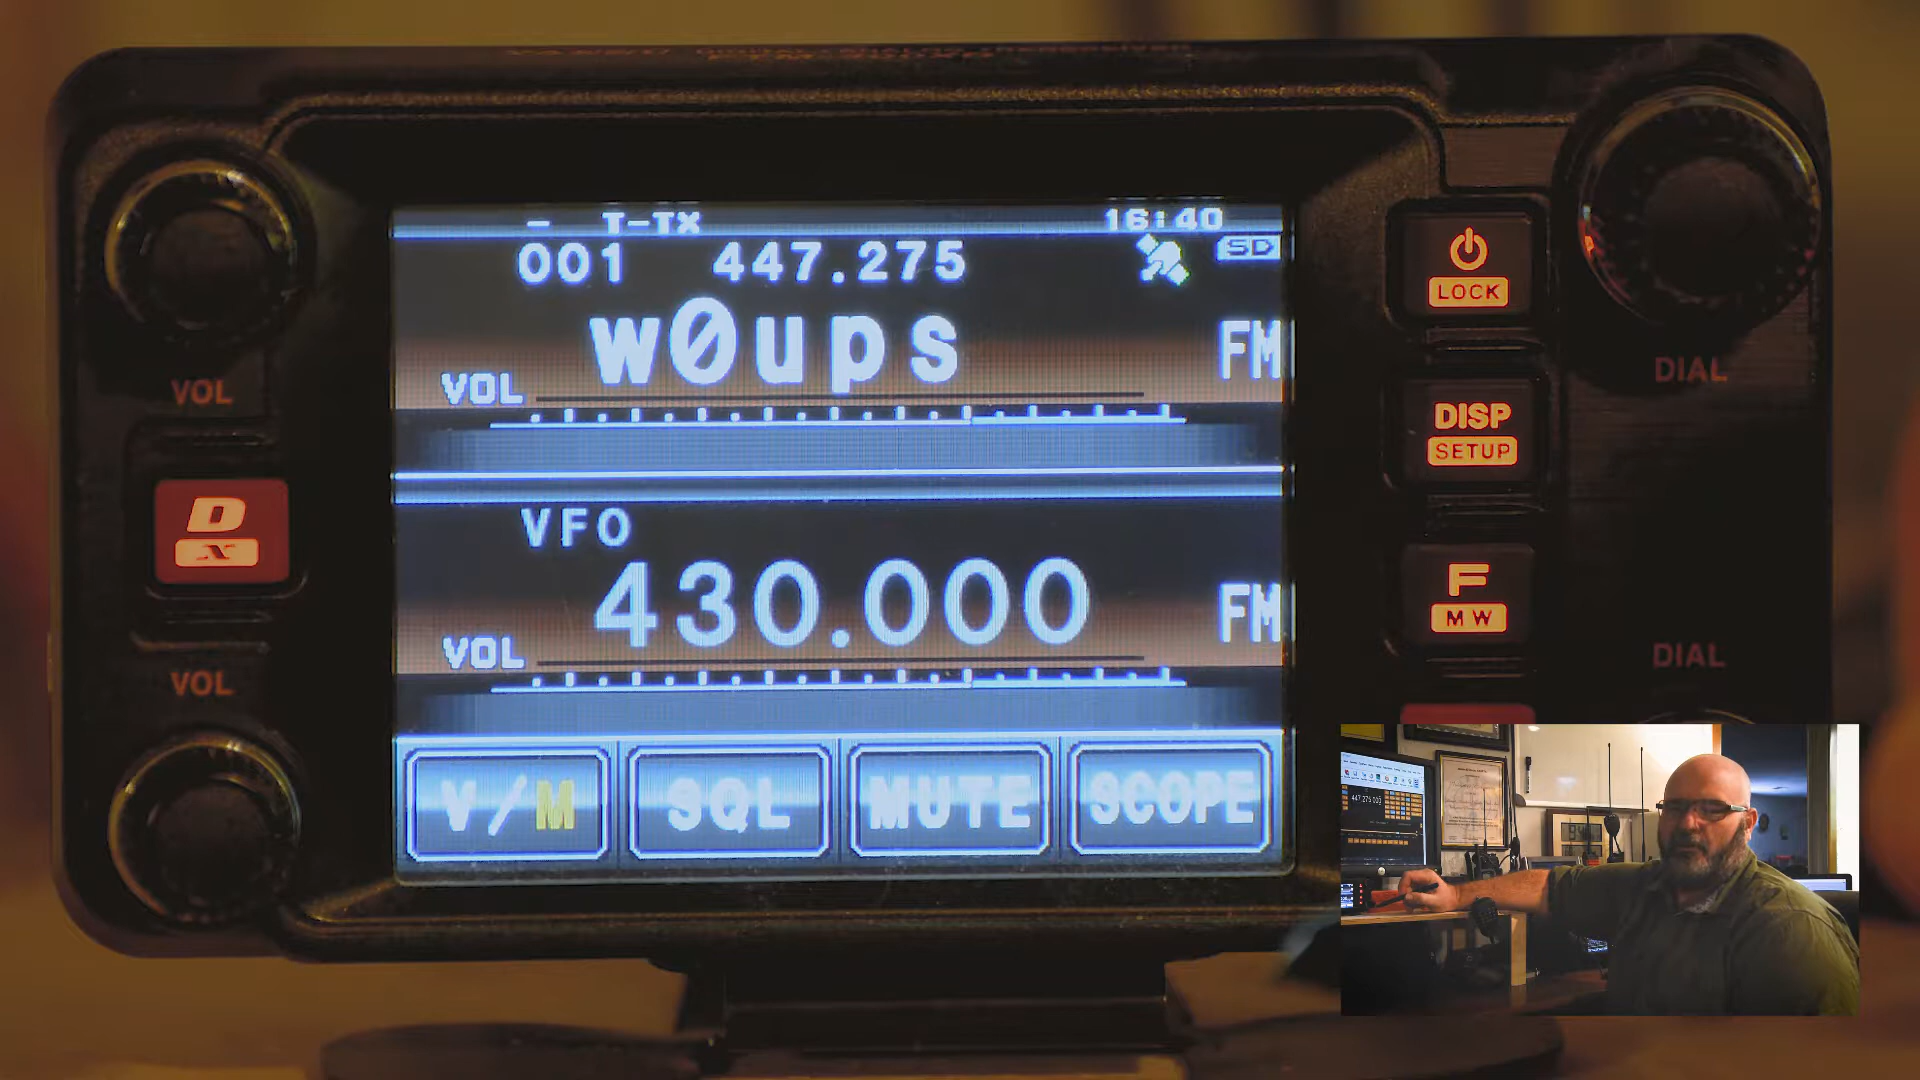 - T-TX 16:40
001 447.275 SD
w0ups FM
VOL
VFO
430.000 FM
VOL
V/M SQL MUTE SCOPE
VOL
D
X
VOL
LOCK
DISP
SETUP
F
MW
DIAL
DIAL